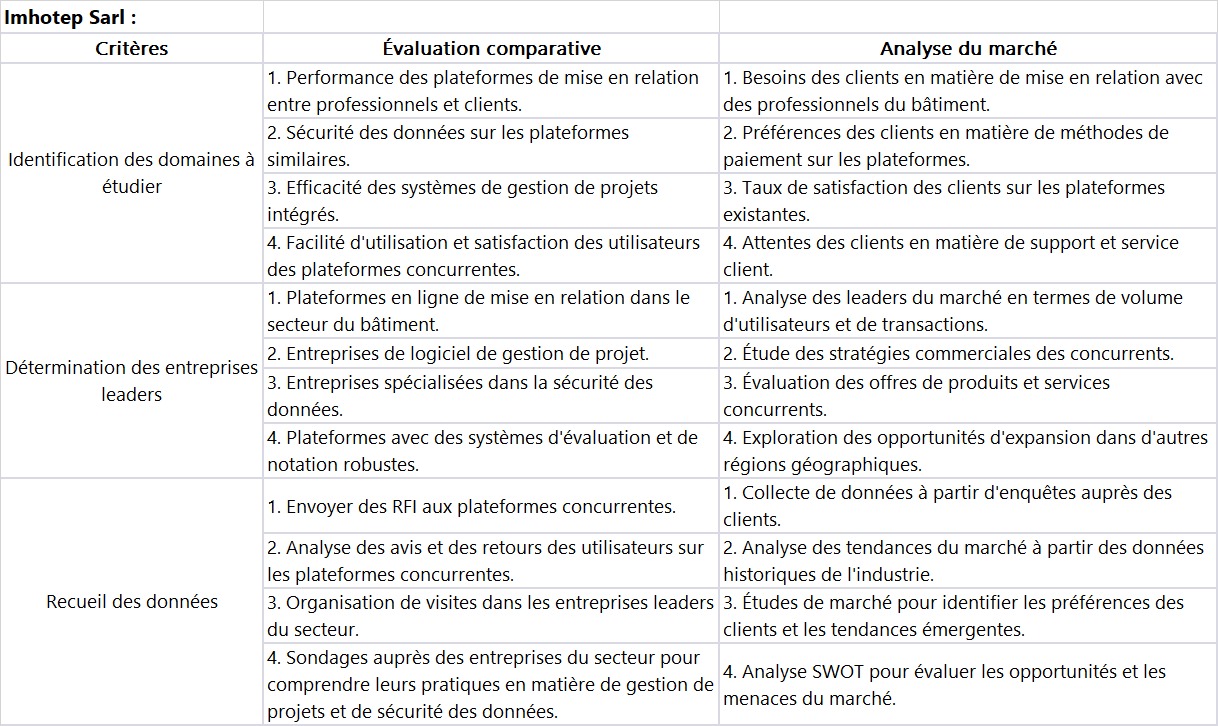 Imhotep Sarl :
Critères
Évaluation comparative
Analyse du marché
Identification des domaines à
étudier
1. Performance des plateformes de mise en relation
entre professionnels et clients.
1. Besoins des clients en matière de mise en relation avec
des professionnels du bâtiment.
2. Sécurité des données sur les plateformes
similaires.
2. Préférences des clients en matière de méthodes de
paiement sur les plateformes.
3. Efficacité des systèmes de gestion de projets
intégrés.
3. Taux de satisfaction des clients sur les plateformes
existantes.
4. Facilité d'utilisation et satisfaction des utilisateurs
des plateformes concurrentes.
4. Attentes des clients en matière de support et service
client.
Détermination des entreprises
leaders
1. Plateformes en ligne de mise en relation dans le
secteur du bâtiment.
1. Analyse des leaders du marché en termes de volume
d'utilisateurs et de transactions.
2. Entreprises de logiciel de gestion de projet.
2. Étude des stratégies commerciales des concurrents.
3. Entreprises spécialisées dans la sécurité des
données.
3. Évaluation des offres de produits et services
concurrents.
4. Plateformes avec des systèmes d'évaluation et de
notation robustes.
4. Exploration des opportunités d'expansion dans d'autres
régions géographiques.
Recueil des données
1. Envoyer des RFI aux plateformes concurrentes.
1. Collecte de données à partir d'enquêtes auprès des
clients.
2. Analyse des avis et des retours des utilisateurs sur
les plateformes concurrentes.
2. Analyse des tendances du marché à partir des données
historiques de l'industrie.
3. Organisation de visites dans les entreprises leaders
du secteur.
3. Études de marché pour identifier les préférences des
clients et les tendances émergentes.
4. Sondages auprès des entreprises du secteur pour
comprendre leurs pratiques en matière de gestion de
projets et de sécurité des données.
4. Analyse SWOT pour évaluer les opportunités et les
menaces du marché.